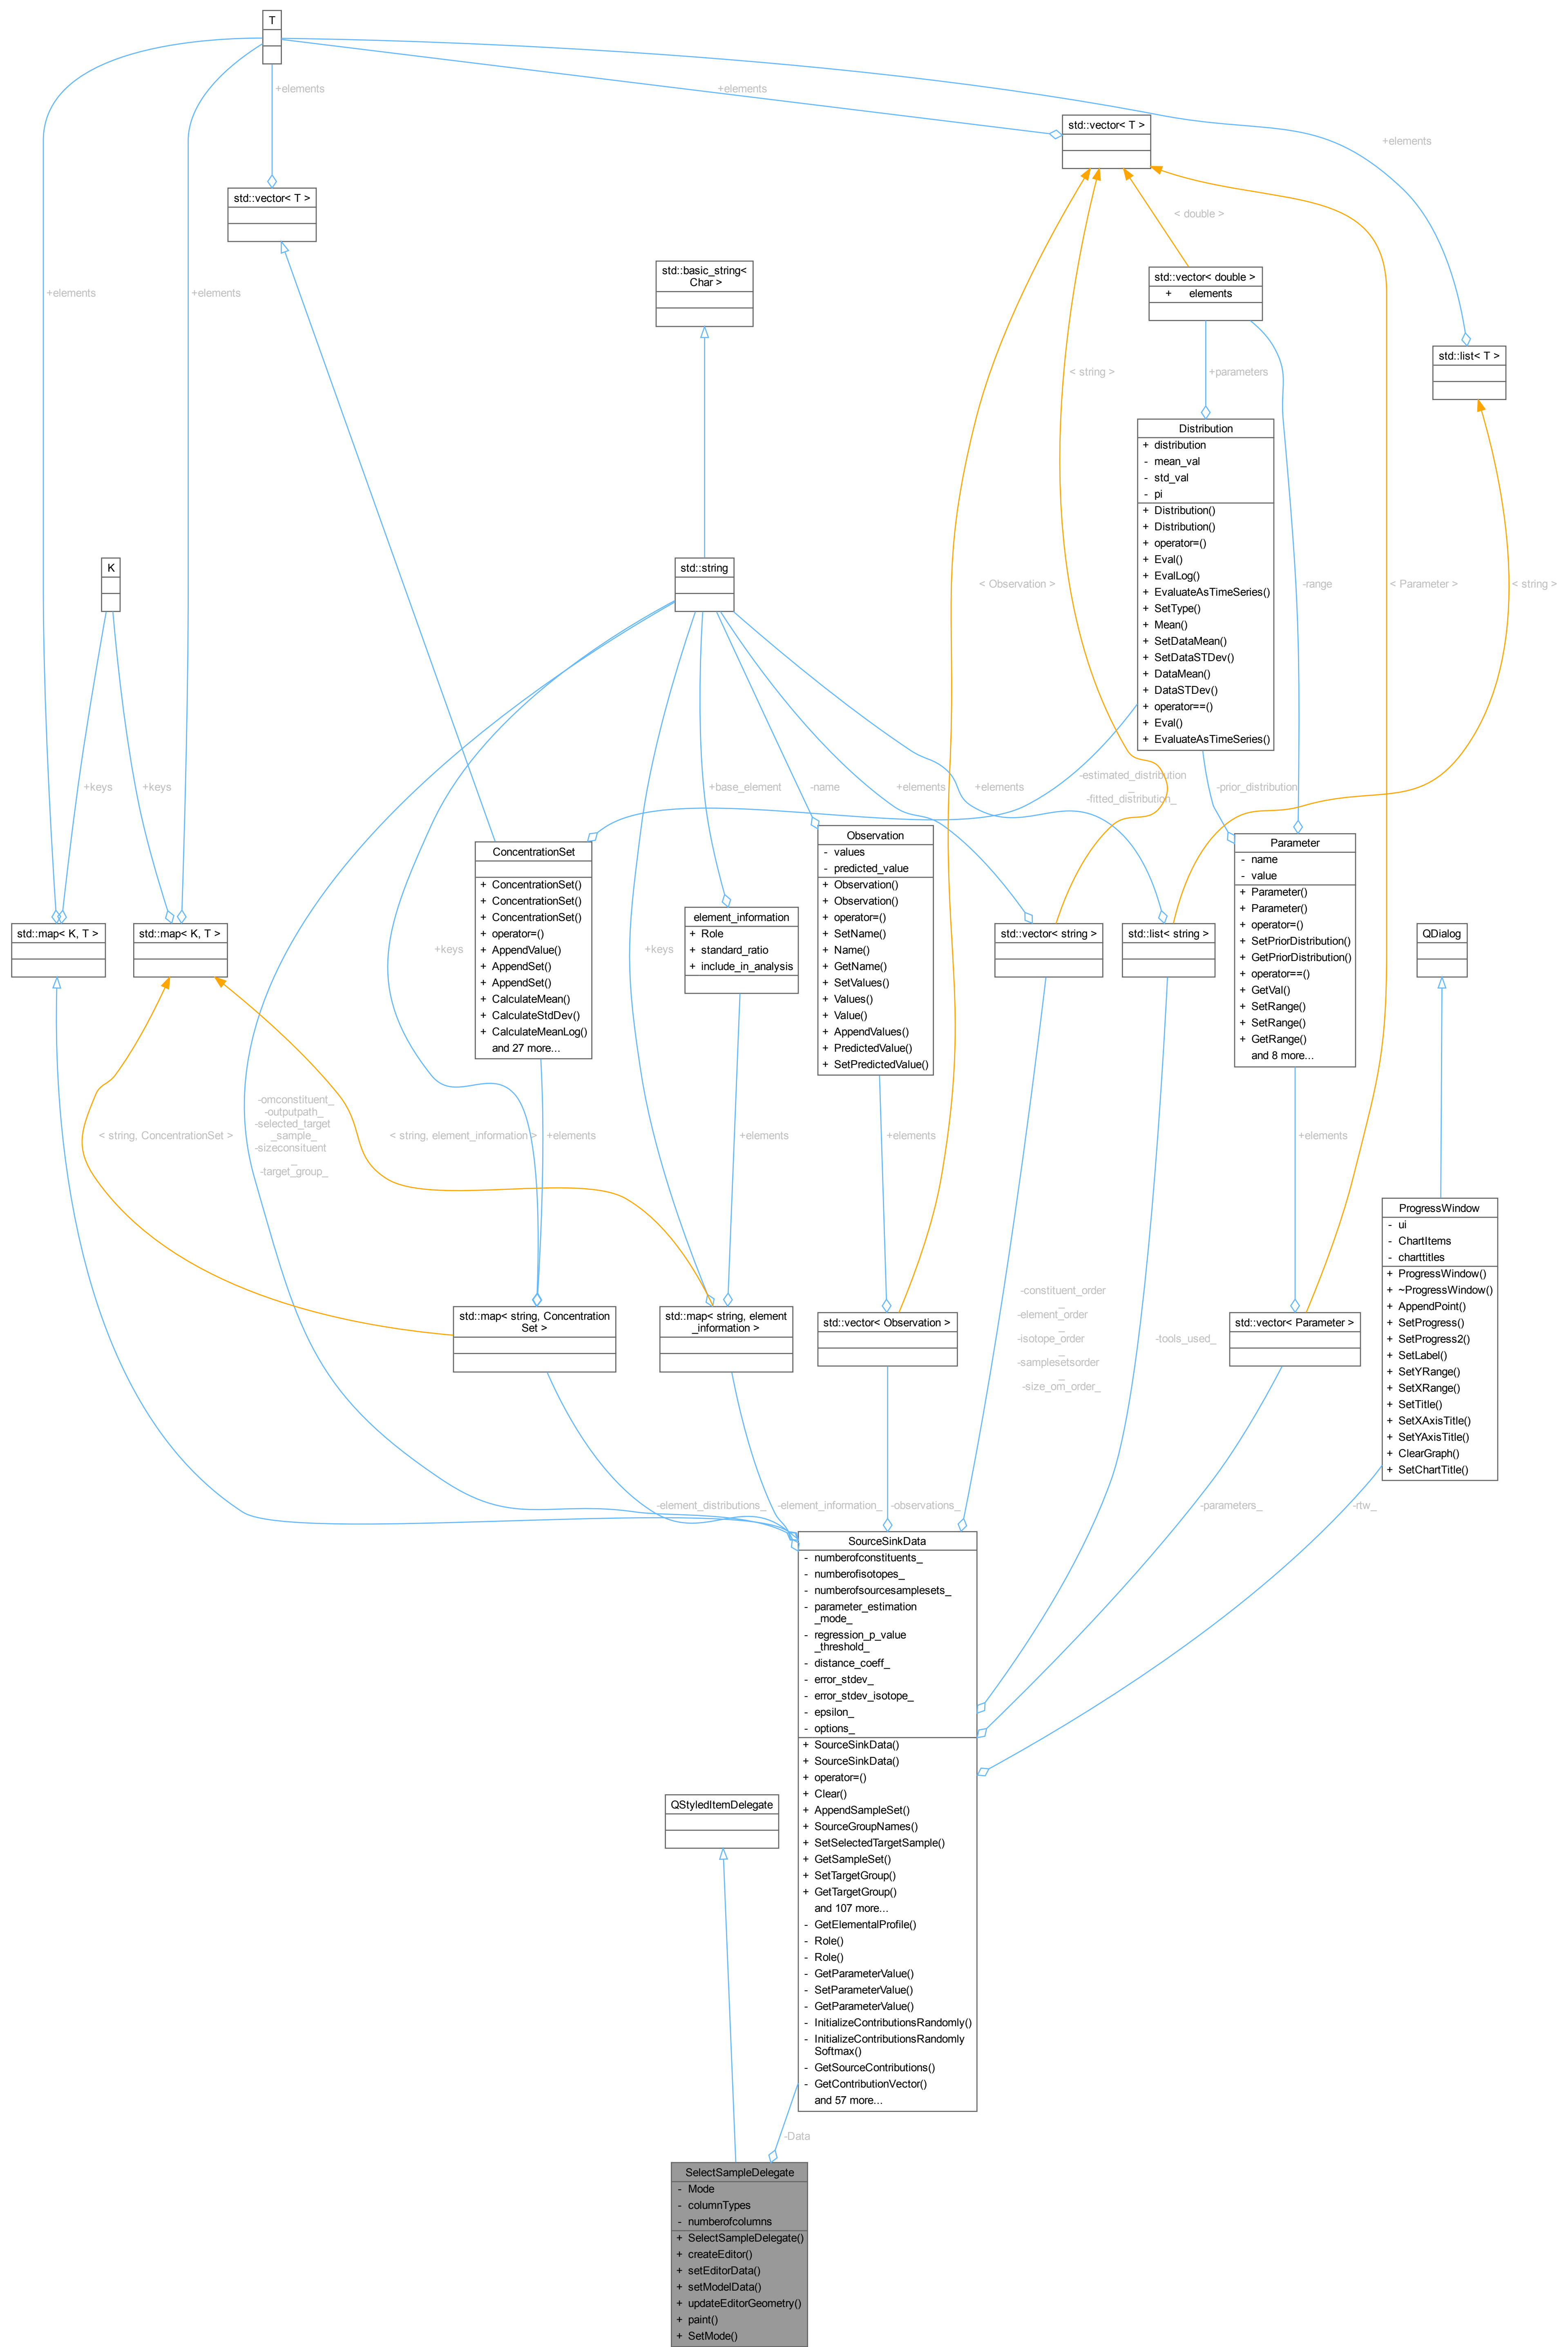 T
+elements
+elements
std::vector< T >
+elements
std::vector< T >
< double >
std::basic_string<
Char >
std::vector< double >
+ elements
+elements
+elements
std::list< T >
< string >
+parameters
Distribution
+ distribution
- mean_val
- std_val
- pi
+ Distribution()
+ Distribution()
+ operator=()
+ Eval()
+ EvalLog()
+ EvaluateAsTimeSeries()
+ SetType()
+ Mean()
+ SetDataMean()
+ SetDataSTDev()
+ DataMean()
+ DataSTDev()
+ operator==()
+ Eval()
+ EvaluateAsTimeSeries()
K
std::string
< Observation >
-range
< Parameter >
< string >
+keys
+keys
+base_element
-name
+elements
+elements
-estimated_distribution
_
-fitted_distribution_
-prior_distribution
ConcentrationSet
+ ConcentrationSet()
+ ConcentrationSet()
+ ConcentrationSet()
+ operator=()
+ AppendValue()
+ AppendSet()
+ AppendSet()
+ CalculateMean()
+ CalculateStdDev()
+ CalculateMeanLog()
and 27 more...
Observation
- values
- predicted_value
+ Observation()
+ Observation()
+ operator=()
+ SetName()
+ Name()
+ GetName()
+ SetValues()
+ Values()
+ Value()
+ AppendValues()
+ PredictedValue()
+ SetPredictedValue()
Parameter
- name
- value
+ Parameter()
+ Parameter()
+ operator=()
+ SetPriorDistribution()
+ GetPriorDistribution()
+ operator==()
+ GetVal()
+ SetRange()
+ SetRange()
+ GetRange()
and 8 more...
element_information
+ Role
+ standard_ratio
+ include_in_analysis
std::map< K, T >
std::map< K, T >
std::vector< string >
std::list< string >
QDialog
+keys
+keys
-omconstituent_
-outputpath_
-selected_target
_sample_
-sizeconsituent
_
-target_group_
< string, ConcentrationSet >
< string, element_information >
+elements
+elements
+elements
+elements
ProgressWindow
- ui
- ChartItems
- charttitles
+ ProgressWindow()
+ ~ProgressWindow()
+ AppendPoint()
+ SetProgress()
+ SetProgress2()
+ SetLabel()
+ SetYRange()
+ SetXRange()
+ SetTitle()
+ SetXAxisTitle()
+ SetYAxisTitle()
+ ClearGraph()
+ SetChartTitle()
std::map< string, Concentration
Set >
std::map< string, element
_information >
std::vector< Observation >
-constituent_order
_
-element_order
_
-isotope_order
_
-samplesetsorder
_
-size_om_order_
-tools_used_
std::vector< Parameter >
-element_distributions_
-element_information_
-observations_
-parameters_
-rtw_
SourceSinkData
- numberofconstituents_
- numberofisotopes_
- numberofsourcesamplesets_
- parameter_estimation
_mode_
- regression_p_value
_threshold_
- distance_coeff_
- error_stdev_
- error_stdev_isotope_
- epsilon_
- options_
+ SourceSinkData()
+ SourceSinkData()
+ operator=()
+ Clear()
+ AppendSampleSet()
+ SourceGroupNames()
+ SetSelectedTargetSample()
+ GetSampleSet()
+ SetTargetGroup()
+ GetTargetGroup()
and 107 more...
- GetElementalProfile()
- Role()
- Role()
- GetParameterValue()
- SetParameterValue()
- GetParameterValue()
- InitializeContributionsRandomly()
- InitializeContributionsRandomly
Softmax()
- GetSourceContributions()
- GetContributionVector()
and 57 more...
QStyledItemDelegate
-Data
SelectSampleDelegate
- Mode
- columnTypes
- numberofcolumns
+ SelectSampleDelegate()
+ createEditor()
+ setEditorData()
+ setModelData()
+ updateEditorGeometry()
+ paint()
+ SetMode()